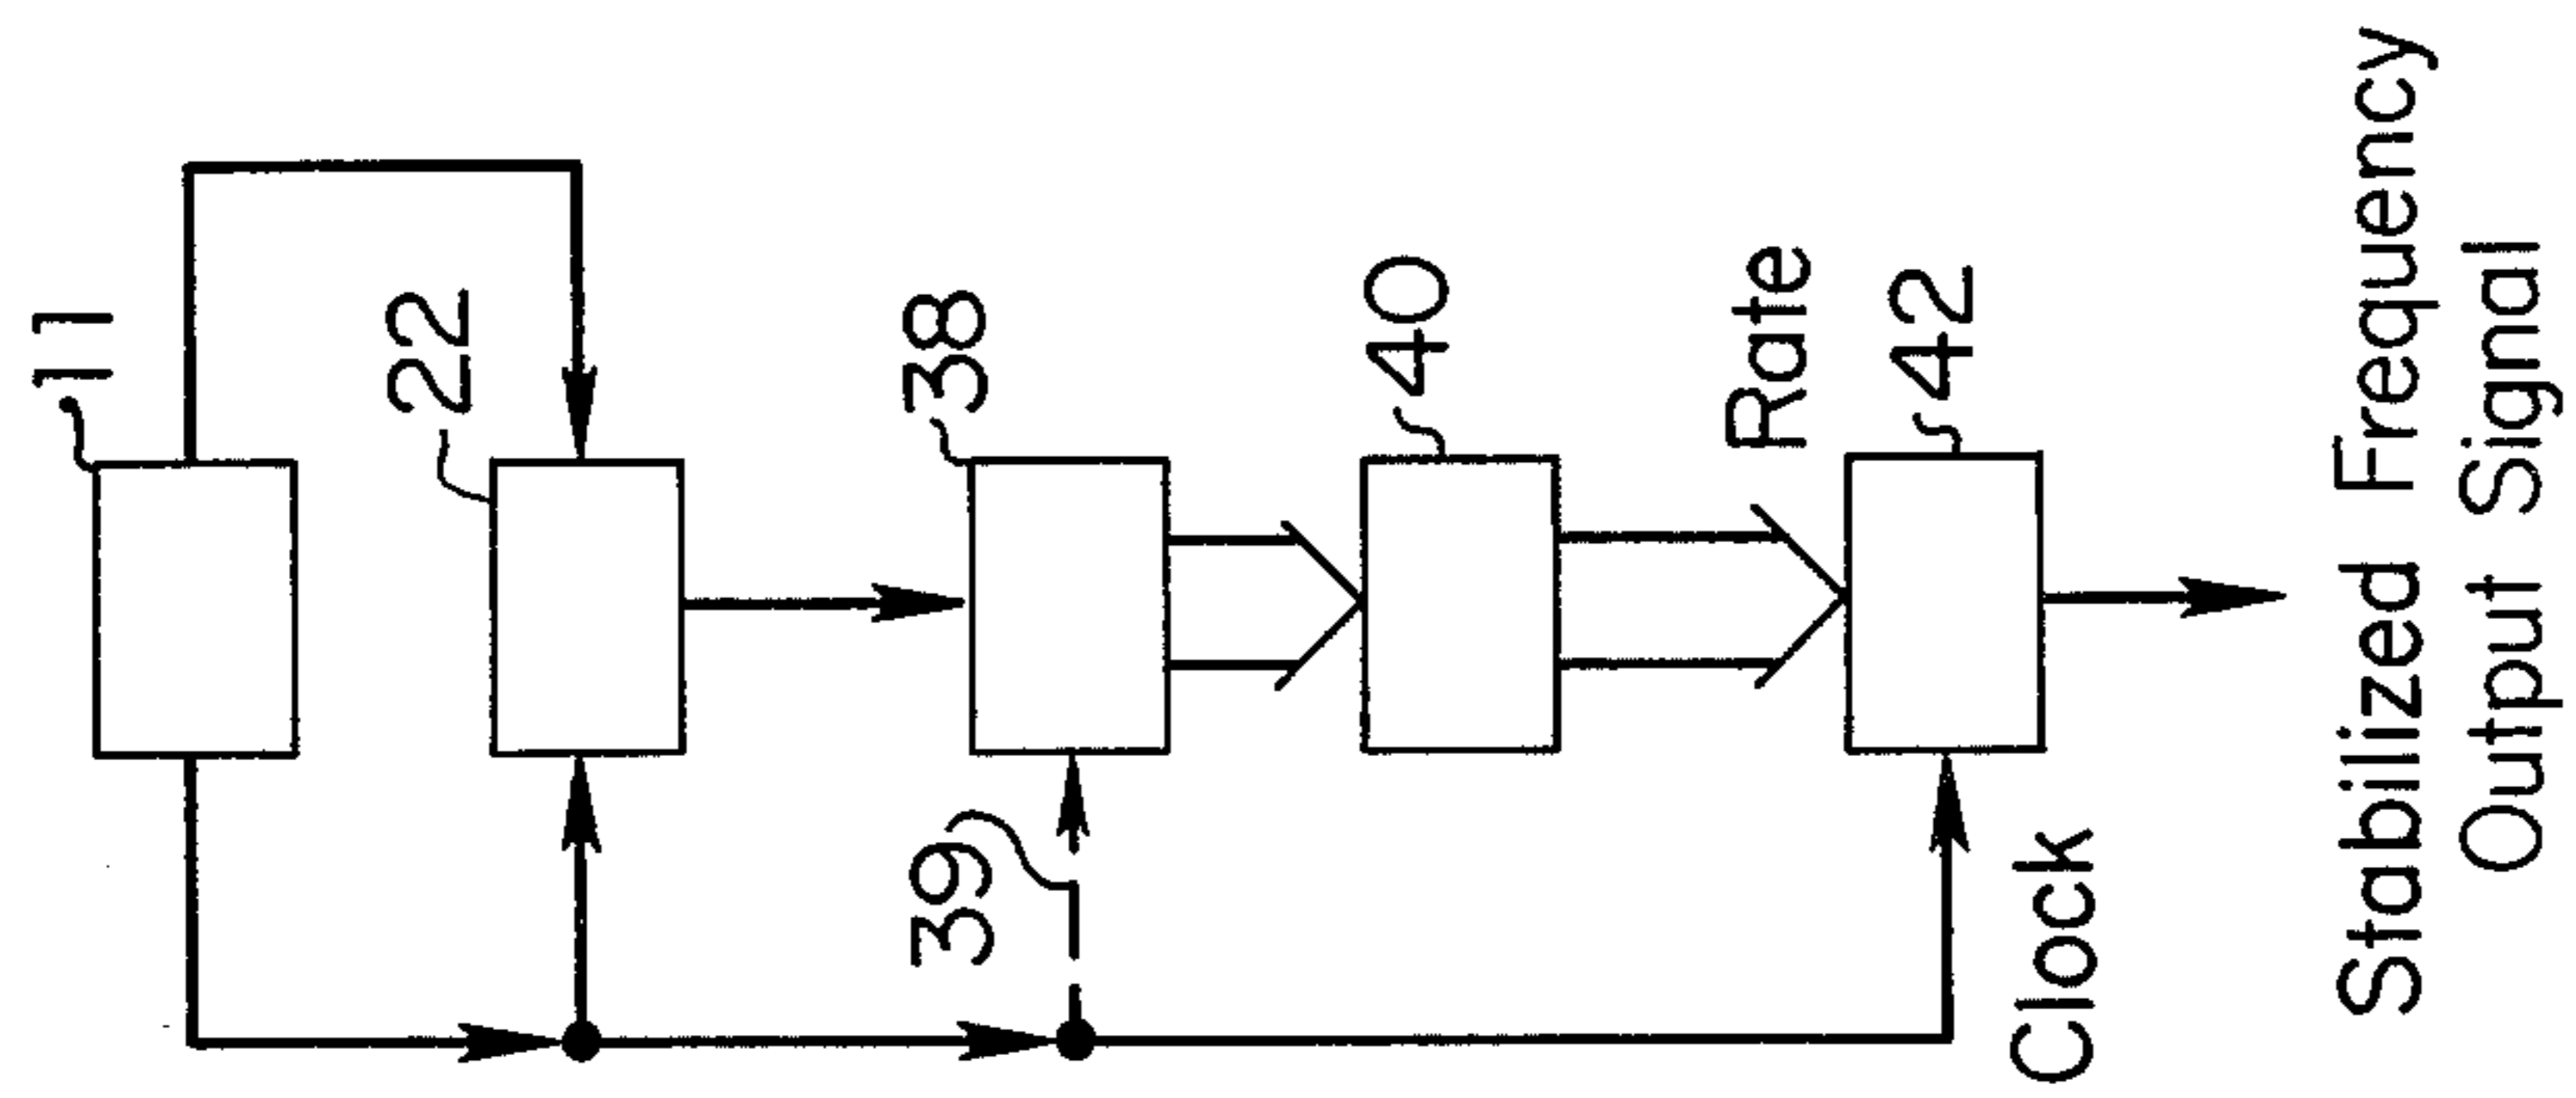 11
22
38
39
40
Rate
42
Clock
Stabilized Frequency
Output Signal